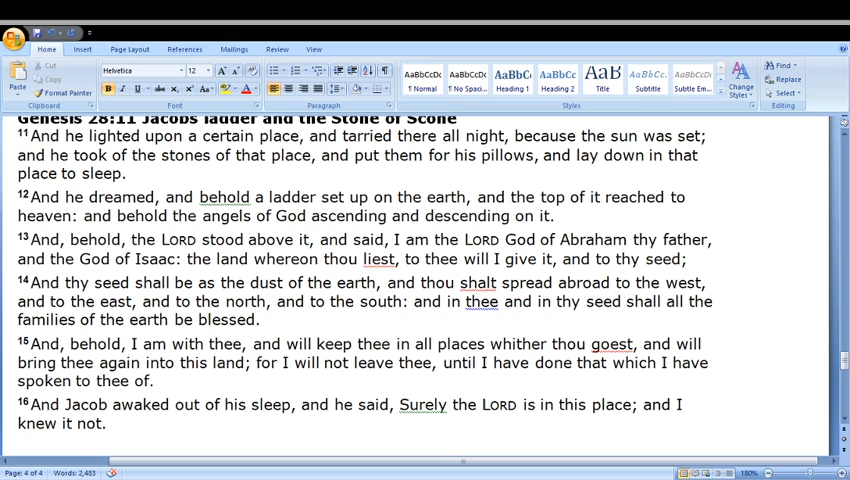 Home Insert Page Layout References Mailings Review View
Cut
Copy
Format Painter
Paste
Clipboard
Helvetica 12
B I U abc x₂ x² Aa
Font
Paragraph
AaBbCcDc AaBbCcDc AaBbCc AaBbCc AaB AaBbCc. AaBbCcDc
¶ Normal ¶ No Spaci... Heading 1 Heading 2 Title Subtitle Subtle Em...
Styles
Change Styles
Find
Replace
Select
Editing
Genesis 28:11 Jacobs ladder and the Stone of Scone
11And he lighted upon a certain place, and tarried there all night, because the sun was set;
and he took of the stones of that place, and put them for his pillows, and lay down in that
place to sleep.
12And he dreamed, and behold a ladder set up on the earth, and the top of it reached to
heaven: and behold the angels of God ascending and descending on it.
13And, behold, the LORD stood above it, and said, I am the LORD God of Abraham thy father,
and the God of Isaac: the land whereon thou liest, to thee will I give it, and to thy seed;
14And thy seed shall be as the dust of the earth, and thou shalt spread abroad to the west,
and to the east, and to the north, and to the south: and in thee and in thy seed shall all the
families of the earth be blessed.
15And, behold, I am with thee, and will keep thee in all places whither thou goest, and will
bring thee again into this land; for I will not leave thee, until I have done that which I have
spoken to thee of.
16And Jacob awaked out of his sleep, and he said, Surely the LORD is in this place; and I
knew it not.
Page: 4 of 4 Words: 2,483 180%